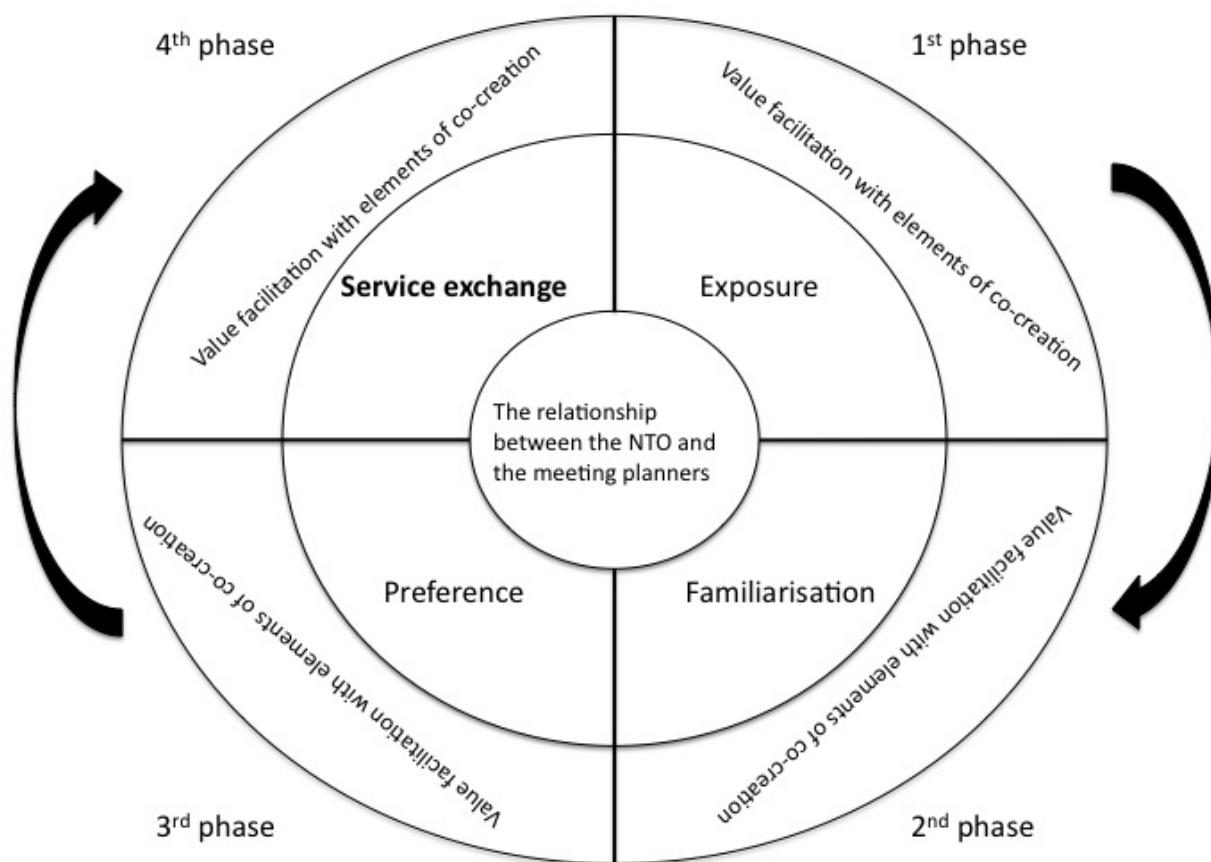 4th phase
1st phase
Value facilitation with elements of co-creation
Value facilitation with elements of co-creation
Service exchange
Exposure
The relationship
between the NTO and
the meeting planners
Preference
Familiarisation
Value facilitation with elements of co-creation
Value facilitation with elements of co-creation
3rd phase
2nd phase